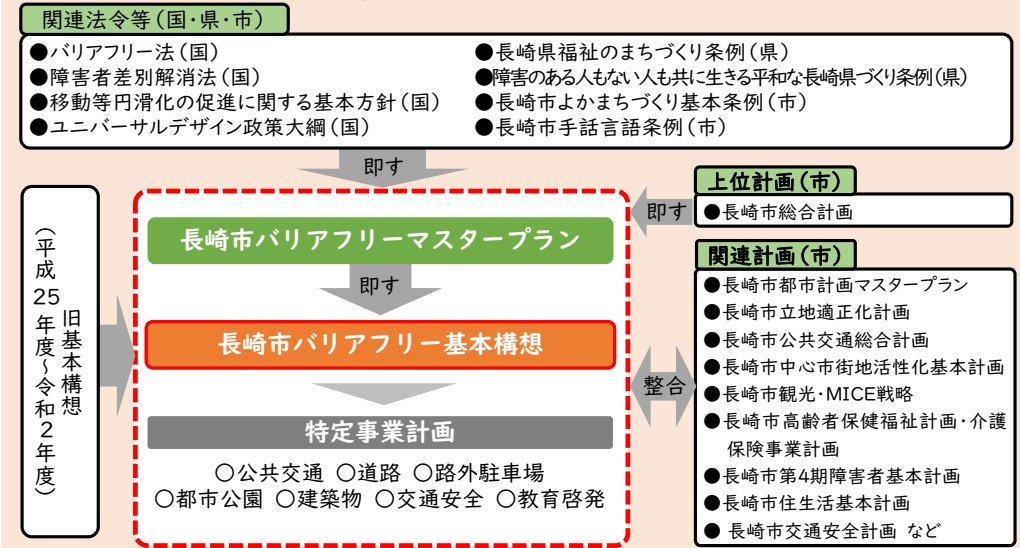 関連法令等(国・県・市)
●バリアフリー法(国)
●障害者差別解消法(国)
●移動等円滑化の促進に関する基本方針(国)
●ユニバーサルデザイン政策大綱(国)
●長崎県福祉のまちづくり条例(県)
●障害のある人もない人も共に生きる平和な長崎県づくり条例(県)
●長崎市よかまちづくり基本条例(市)
●長崎市手話言語条例(市)
即す
旧基本構想
(平成25年度~令和2年度)
長崎市バリアフリーマスタープラン
即す
長崎市バリアフリー基本構想
特定事業計画
○公共交通 ○道路 ○路外駐車場
○都市公園 ○建築物 ○交通安全 ○教育啓発
即す
上位計画(市)
●長崎市総合計画
整合
関連計画(市)
●長崎市都市計画マスタープラン
●長崎市立地適正化計画
●長崎市公共交通総合計画
●長崎市中心市街地活性化基本計画
●長崎市観光・MICE戦略
●長崎市高齢者保健福祉計画・介護
保険事業計画
●長崎市第4期障害者基本計画
●長崎市住生活基本計画
● 長崎市交通安全計画 など